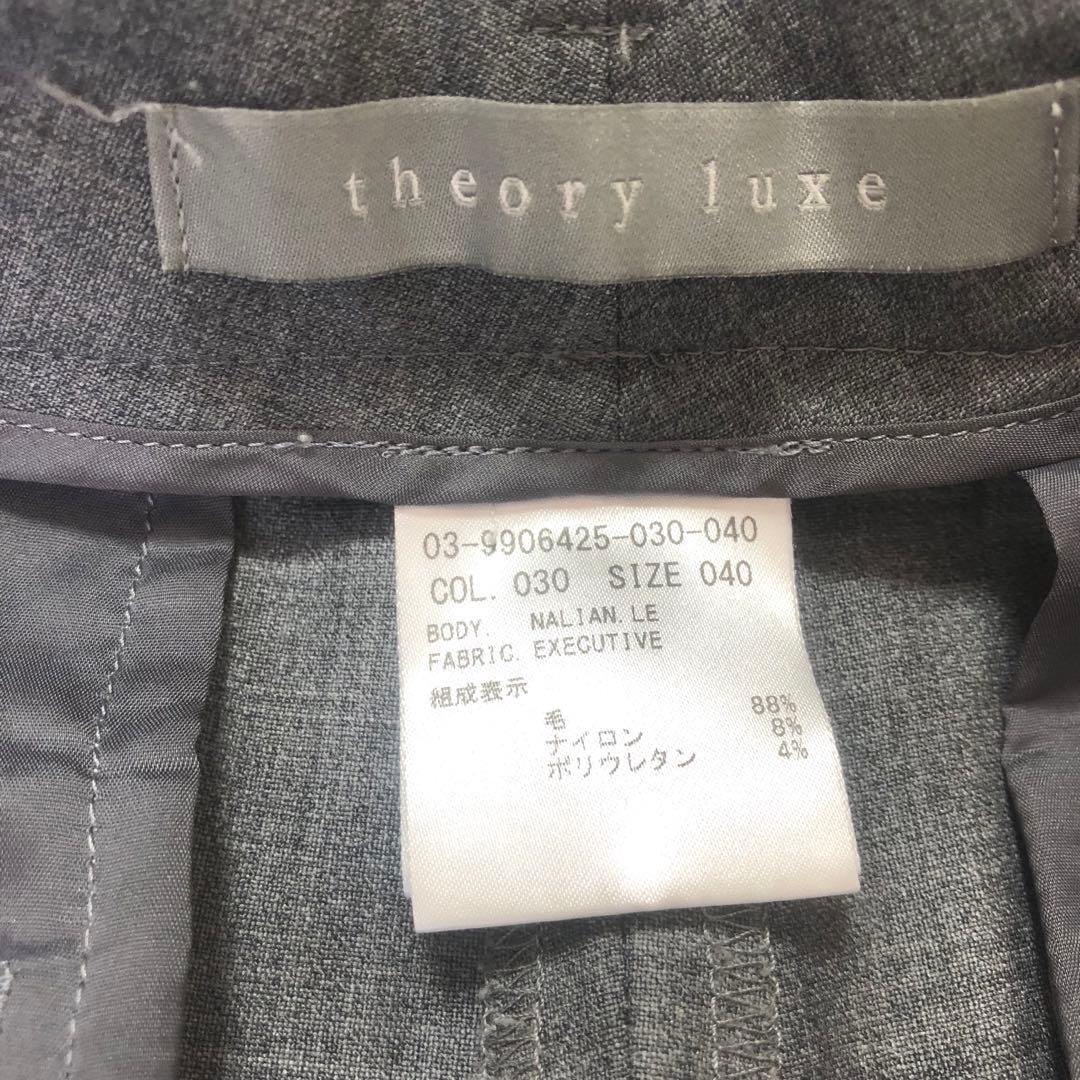 theory luxe
03-9906425-030-040
COL. 030 SIZE 040
BODY. NALIAN.LE
FABRIC. EXECUTIVE
組成表示
毛 88%
ナイロン 8%
ポリウレタン 4%